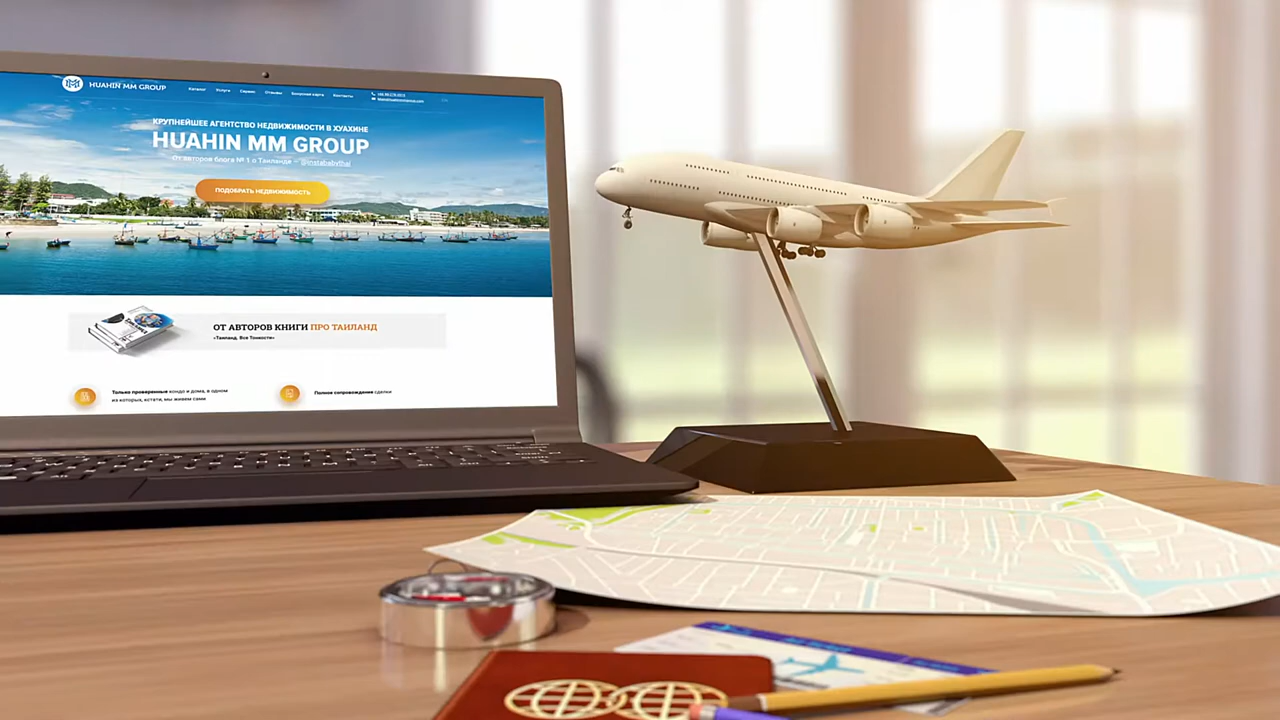 HUAHIN MM GROUP
Каталог Услуги Сервис Отзывы Бонусная карта Контакты
КРУПНЕЙШЕЕ АГЕНТСТВО НЕДВИЖИМОСТИ В ХУАХИНЕ
HUAHIN MM GROUP
От авторов блога № 1 о Таиланде – @instababythai
ПОДОБРАТЬ НЕДВИЖИМОСТЬ
ОТ АВТОРОВ КНИГИ ПРО ТАИЛАНД
«Таиланд. Все Тонкости»
Только проверенные кондо и дома, в одном
из которых, кстати, мы живем сами
Полное сопровождение сделки